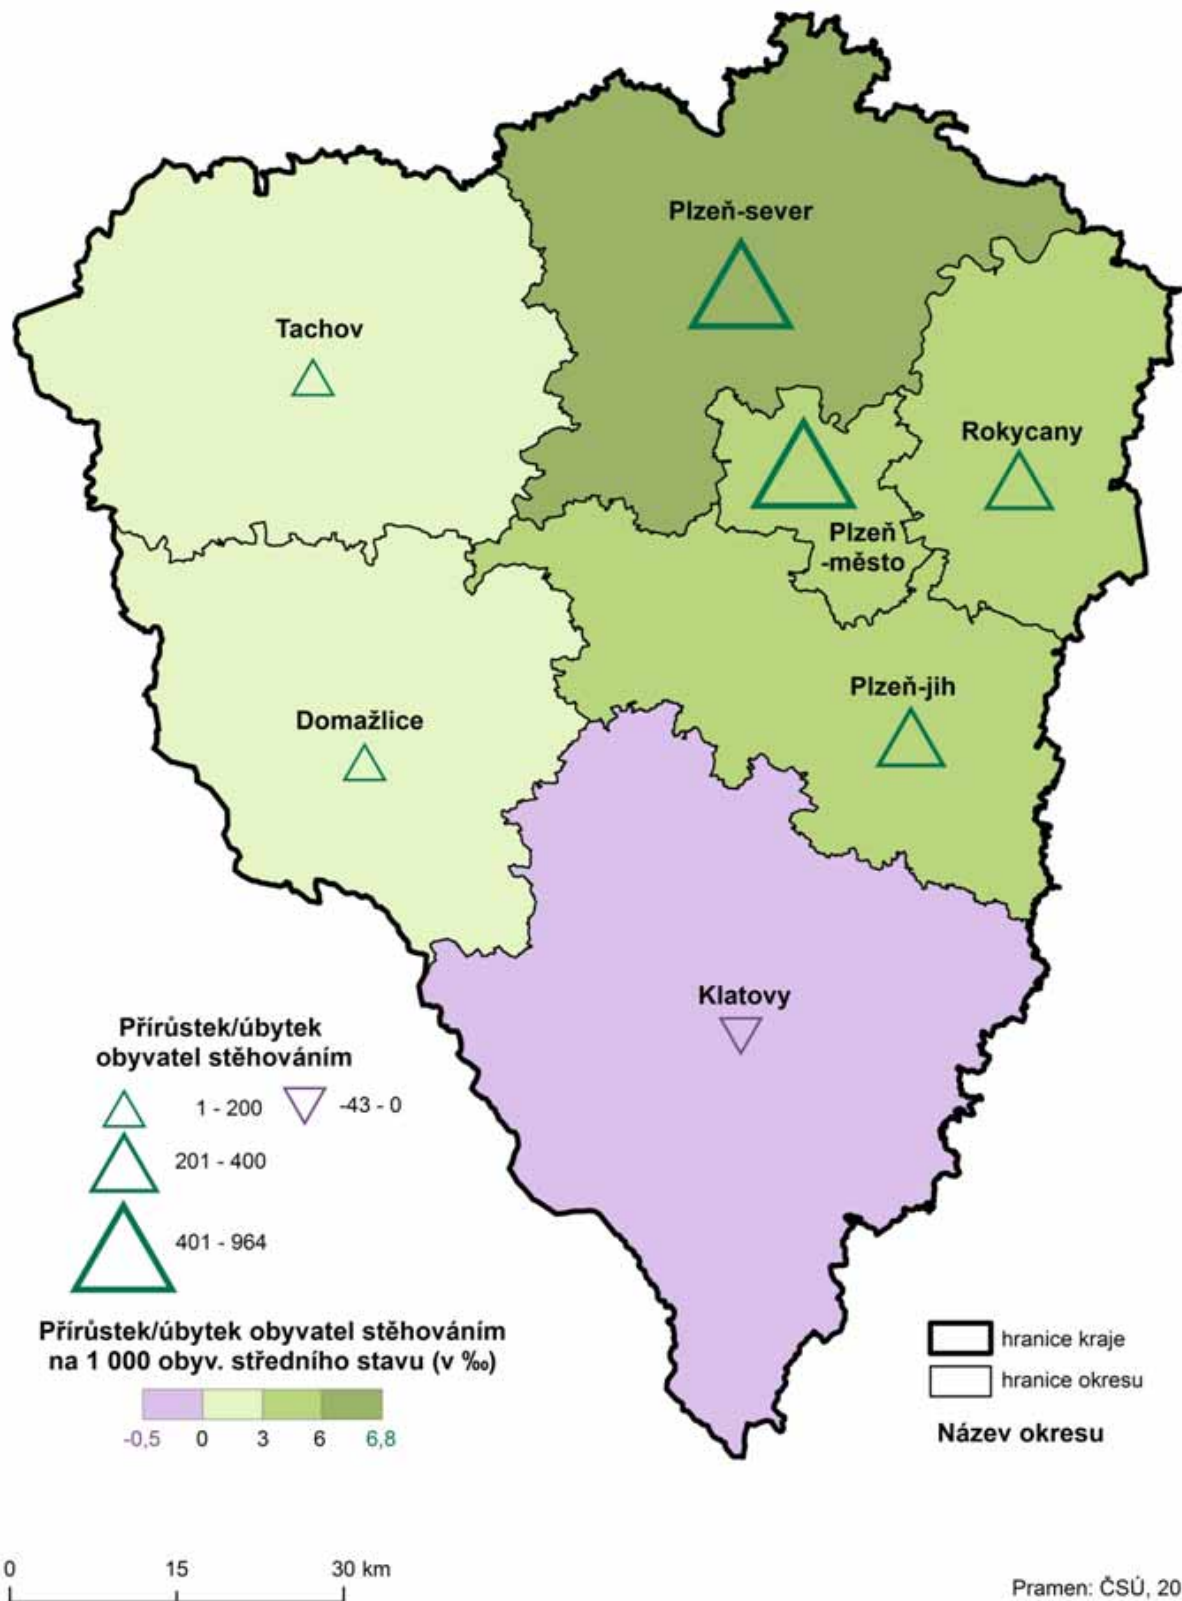 Plzeň-sever
Tachov
Rokycany
Plzeň
-město
Plzeň-jih
Domažlice
Klatovy
Přírůstek/úbytek
obyvatel stěhováním
1 - 200
-43 - 0
201 - 400
401 - 964
Přírůstek/úbytek obyvatel stěhováním
na 1 000 obyv. středního stavu (v ‰)
-0,5 0 3 6 6,8
hranice kraje
hranice okresu
Název okresu
0 15 30 km
Pramen: ČSÚ, 20